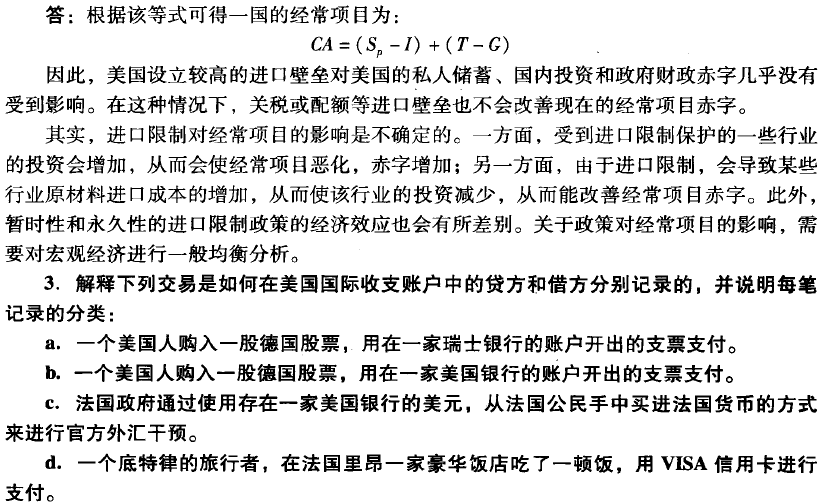 答：根据该等式可得一国的经常项目为：
CA = (Sₚ - I) + (T - G)
因此，美国设立较高的进口壁垒对美国的私人储蓄、国内投资和政府财政赤字几乎没有
受到影响。在这种情况下，关税或配额等进口壁垒也不会改善现在的经常项目赤字。
其实，进口限制对经常项目的影响是不确定的。一方面，受到进口限制保护的一些行业
的投资会增加，从而会使经常项目恶化，赤字增加；另一方面，由于进口限制，会导致某些
行业原材料进口成本的增加，从而使该行业的投资减少，从而能改善经常项目赤字。此外，
暂时性和永久性的进口限制政策的经济效应也会有所差别。关于政策对经常项目的影响，需
要对宏观经济进行一般均衡分析。
3. 解释下列交易是如何在美国国际收支账户中的贷方和借方分别记录的，并说明每笔
记录的分类：
a. 一个美国人购入一股德国股票，用在一家瑞士银行的账户开出的支票支付。
b. 一个美国人购入一股德国股票，用在一家美国银行的账户开出的支票支付。
c. 法国政府通过使用存在一家美国银行的美元，从法国公民手中买进法国货币的方式
来进行官方外汇干预。
d. 一个底特律的旅行者，在法国里昂一家豪华饭店吃了一顿饭，用 VISA 信用卡进行
支付。